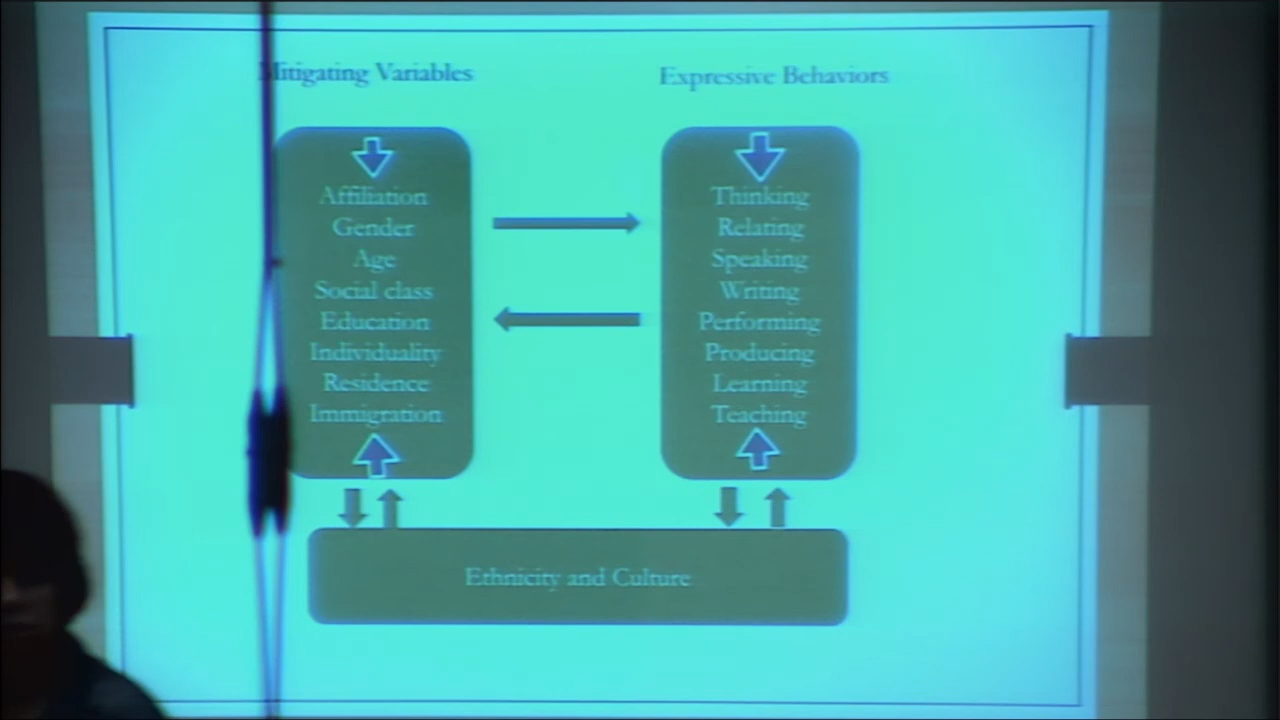 Mitigating Variables
Affiliation
Gender
Age
Social class
Education
Individuality
Residence
Immigration
Expressive Behaviors
Thinking
Relating
Speaking
Writing
Performing
Producing
Learning
Teaching
Ethnicity and Culture